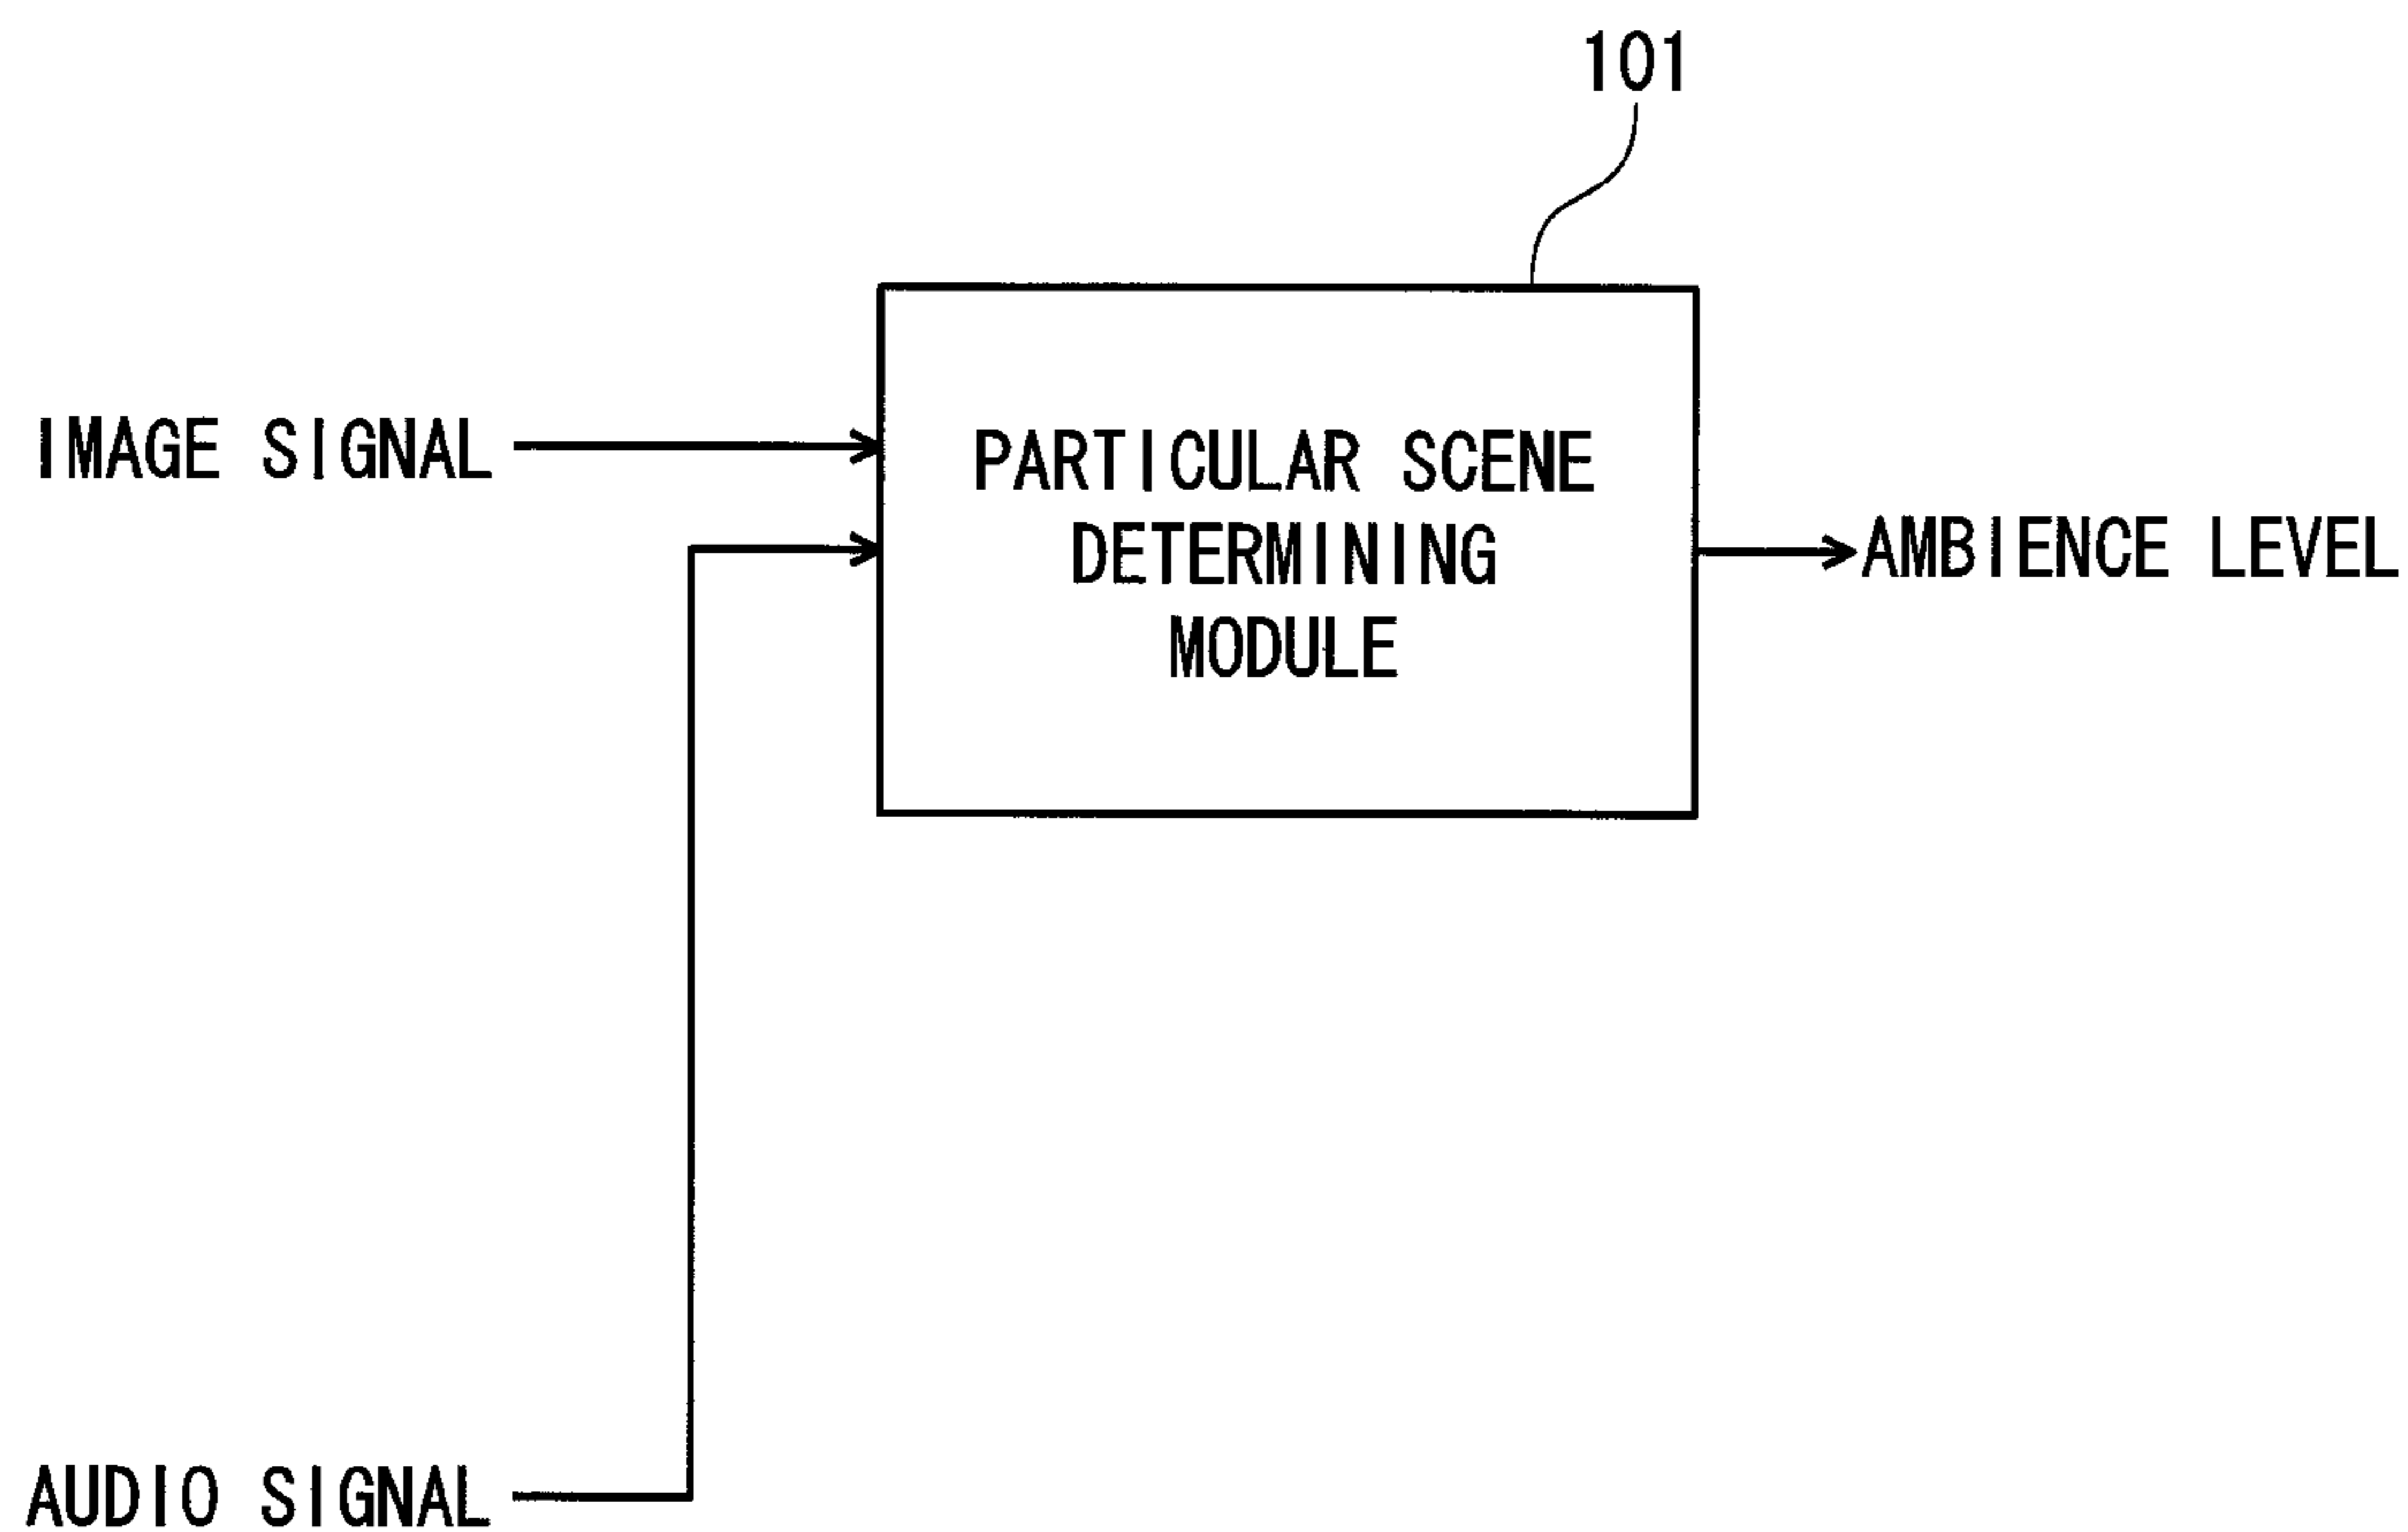 101
IMAGE SIGNAL
PARTICULAR SCENE
DETERMINING
MODULE
AMBIENCE LEVEL
AUDIO SIGNAL